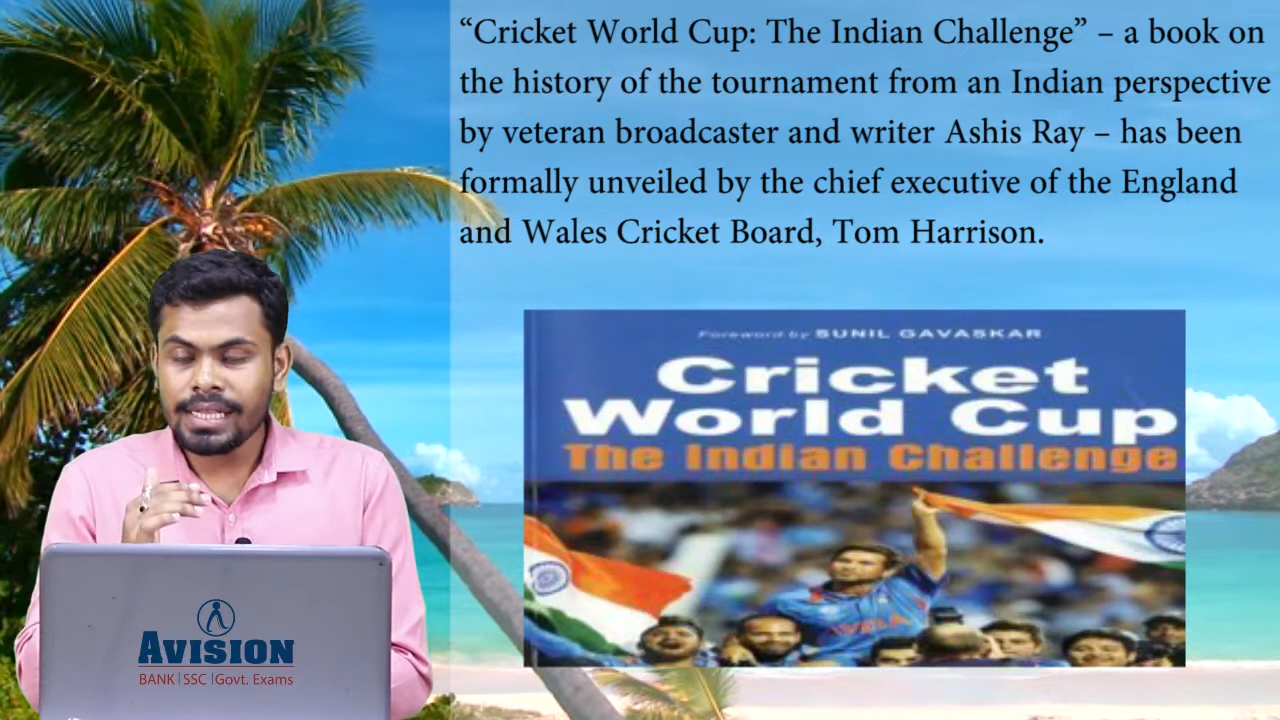 “Cricket World Cup: The Indian Challenge” – a book on
the history of the tournament from an Indian perspective
by veteran broadcaster and writer Ashis Ray – has been
formally unveiled by the chief executive of the England
and Wales Cricket Board, Tom Harrison.
Foreword by SUNIL GAVASKAR
Cricket
World Cup
The Indian Challenge
AVISION
BANK | SSC | Govt. Exams